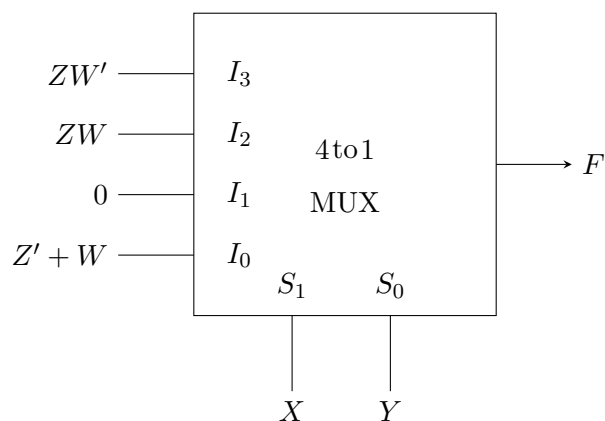 ZW′ I₃
ZW I₂
4to1
0 I₁
MUX
F
Z′ + W I₀
S₁ S₀
X Y